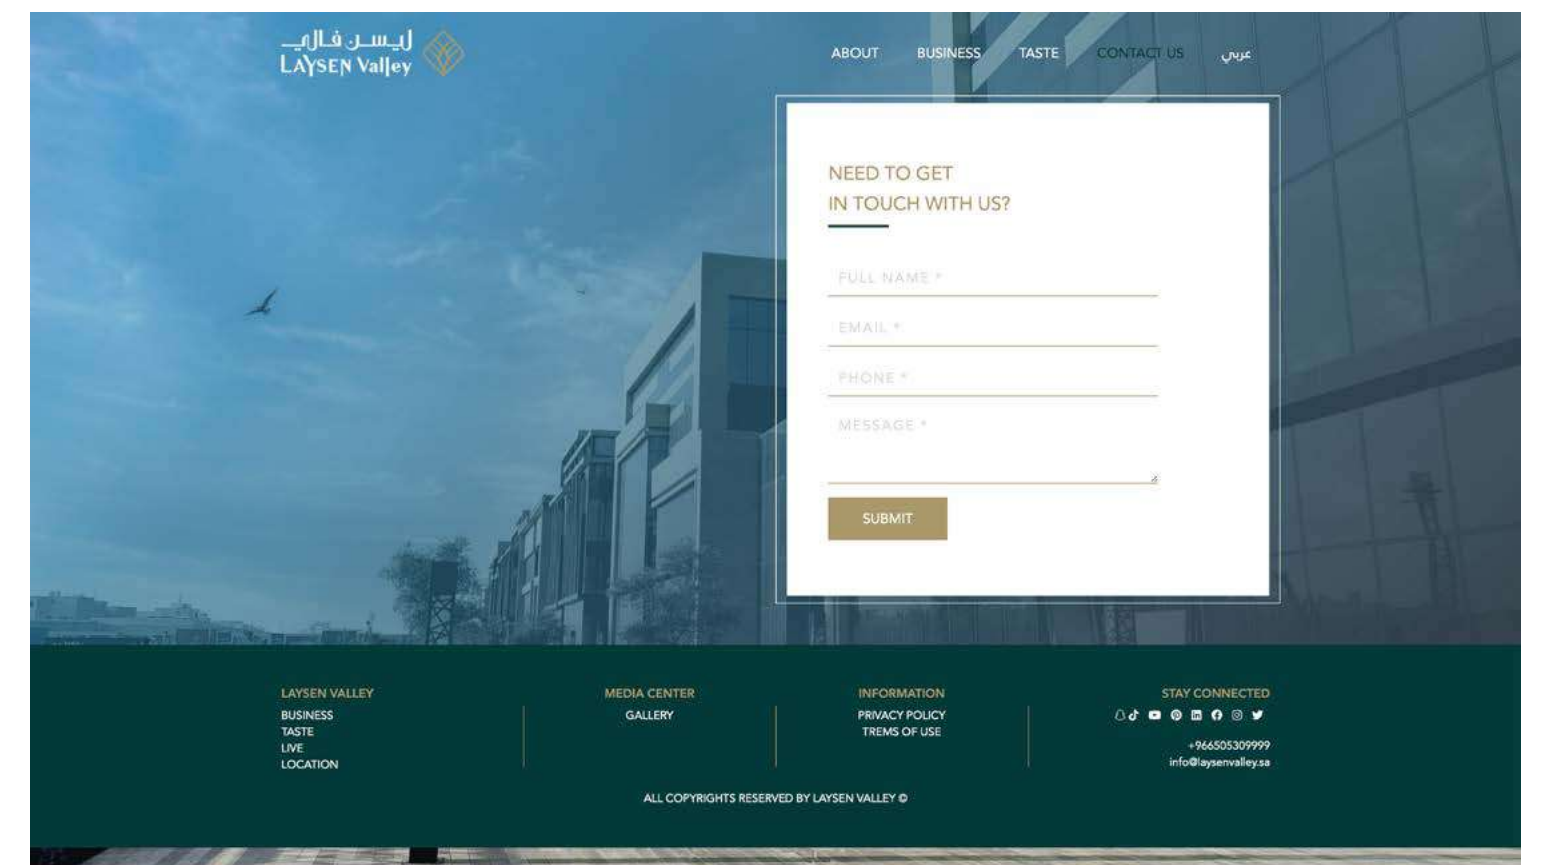 ليسن ڤالي
LAYSEN Valley
ABOUT BUSINESS TASTE CONTACT US عربي
NEED TO GET
IN TOUCH WITH US?
FULL NAME *
EMAIL *
PHONE *
MESSAGE *
SUBMIT
LAYSEN VALLEY
BUSINESS
TASTE
LIVE
LOCATION
MEDIA CENTER
GALLERY
INFORMATION
PRIVACY POLICY
TREMS OF USE
STAY CONNECTED
+966505309999
info@laysenvalley.sa
ALL COPYRIGHTS RESERVED BY LAYSEN VALLEY ©